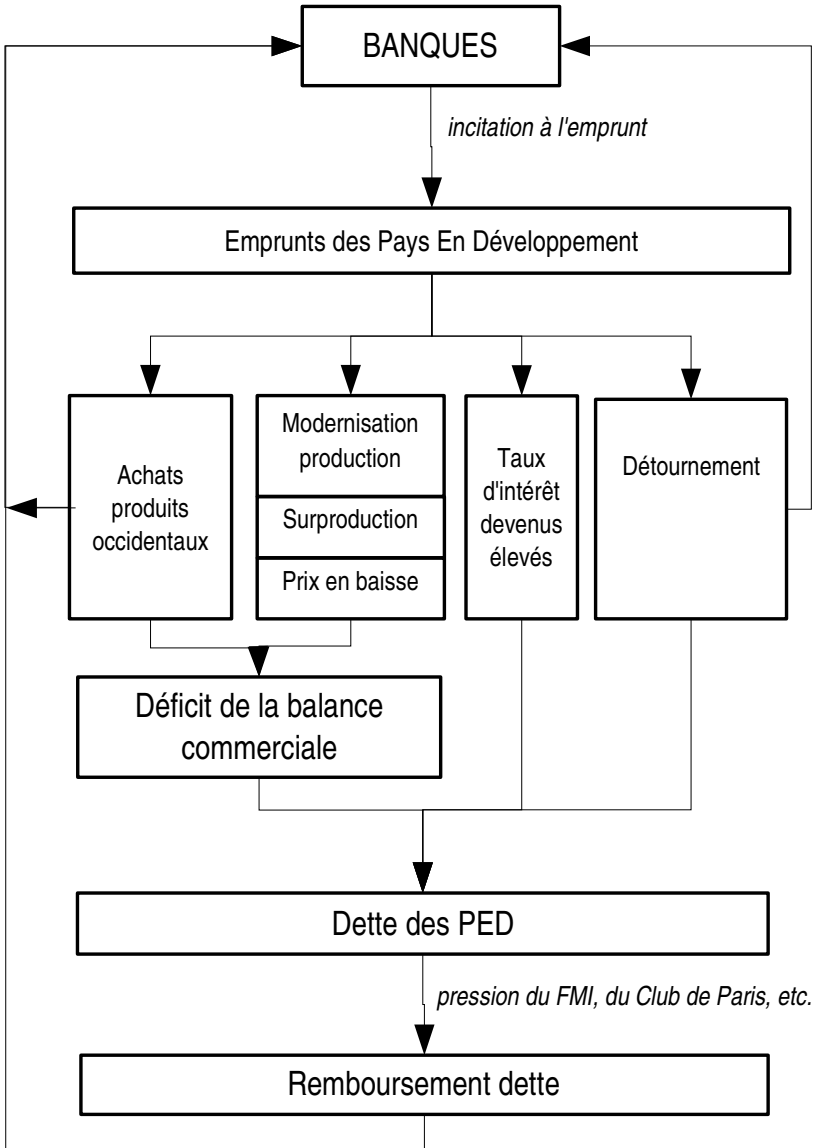 BANQUES
incitation à l'emprunt
Emprunts des Pays En Développement
Achats
produits
occidentaux
Modernisation
production
Surproduction
Prix en baisse
Taux
d'intérêt
devenus
élevés
Détournement
Déficit de la balance
commerciale
Dette des PED
pression du FMI, du Club de Paris, etc.
Remboursement dette